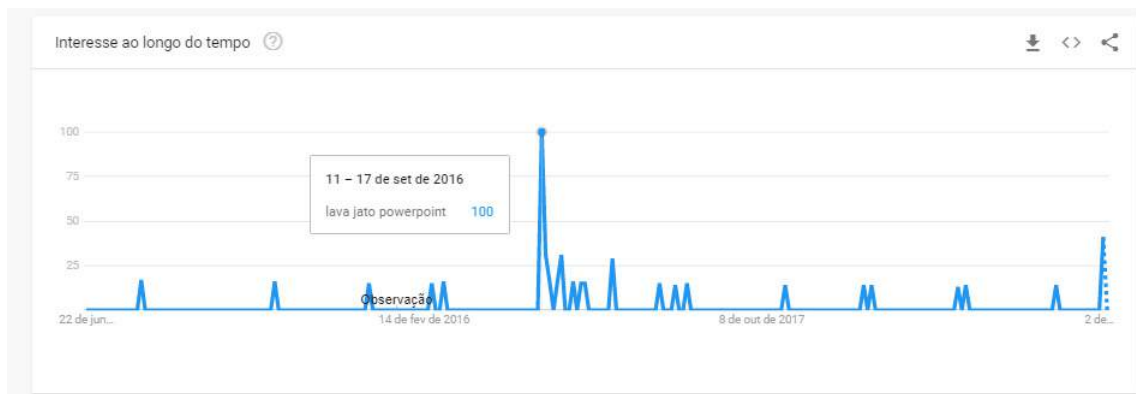 Interesse ao longo do tempo ?
100
75
50
25
11 – 17 de set de 2016
lava jato powerpoint 100
Observação
22 de jun...
14 de fev de 2016
8 de out de 2017
2 de...